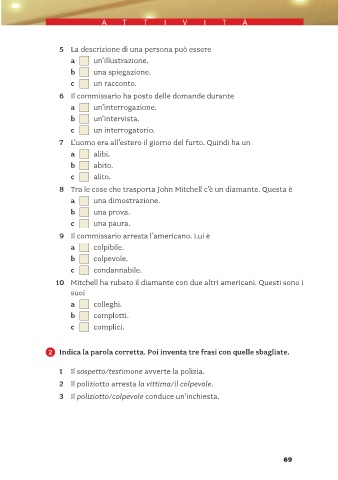 ATTIVITÀ
5 La descrizione di una persona può essere
a un'illustrazione.
b una spiegazione.
c un racconto.
6 Il commissario ha posto delle domande durante
a un'interrogazione.
b un'intervista.
c un interrogatorio.
7 L'uomo era all'estero il giorno del furto. Quindi ha un
a alibi.
b abito.
c alito.
8 Tra le cose che trasporta John Mitchell c'è un diamante. Questa è
a una dimostrazione.
b una prova.
c una paura.
9 Il commissario arresta l'americano. Lui è
a colpibile.
b colpevole.
c condannabile.
10 Mitchell ha rubato il diamante con due altri americani. Questi sono i
suoi
a colleghi.
b complotti.
c complici.
2 Indica la parola corretta. Poi inventa tre frasi con quelle sbagliate.
1 Il sospetto/testimone avverte la polizia.
2 Il poliziotto arresta la vittima/il colpevole.
3 Il poliziotto/colpevole conduce un'inchiesta.
69